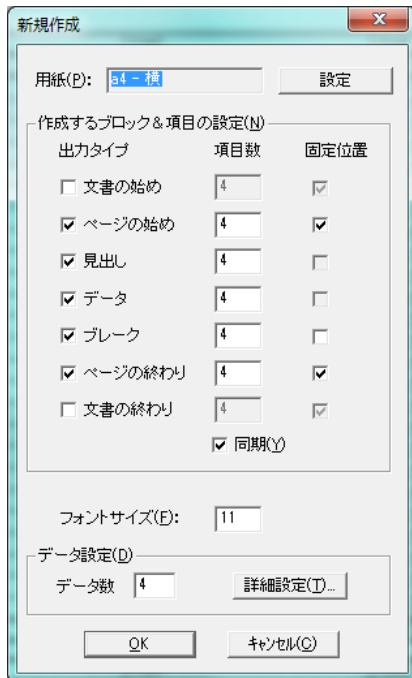 新規作成
用紙(P): a4 - 横 設定
作成するブロック＆項目の設定(N)
出力タイプ 項目数 固定位置
文書の始め 4
ページの始め 4
見出し 4
データ 4
ブレーク 4
ページの終わり 4
文書の終わり 4
同期(Y)
フォントサイズ(F): 11
データ設定(D)
データ数 4 詳細設定(T)...
OK キャンセル(C)